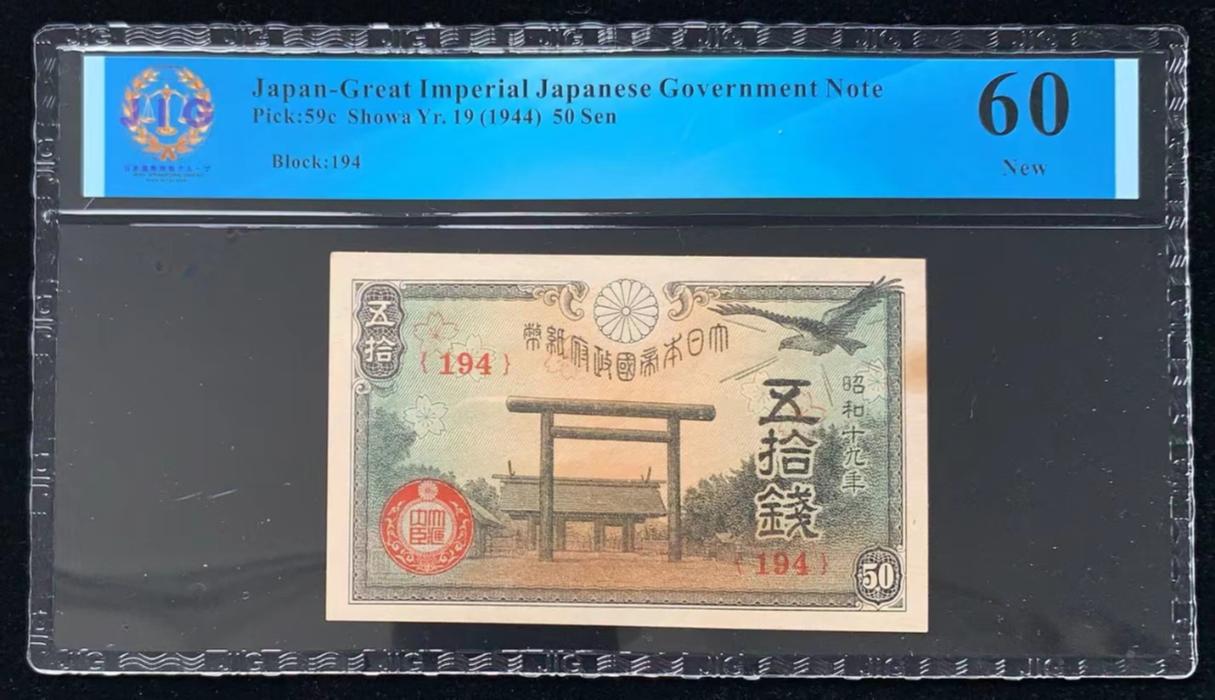 Japan-Great Imperial Japanese Government Note
Pick:59c Showa Yr. 19 (1944) 50 Sen
Block:194
60
New
JIG
五拾
{194}
大日本帝國政府紙幣
昭和十九年
五拾錢
{194}
50